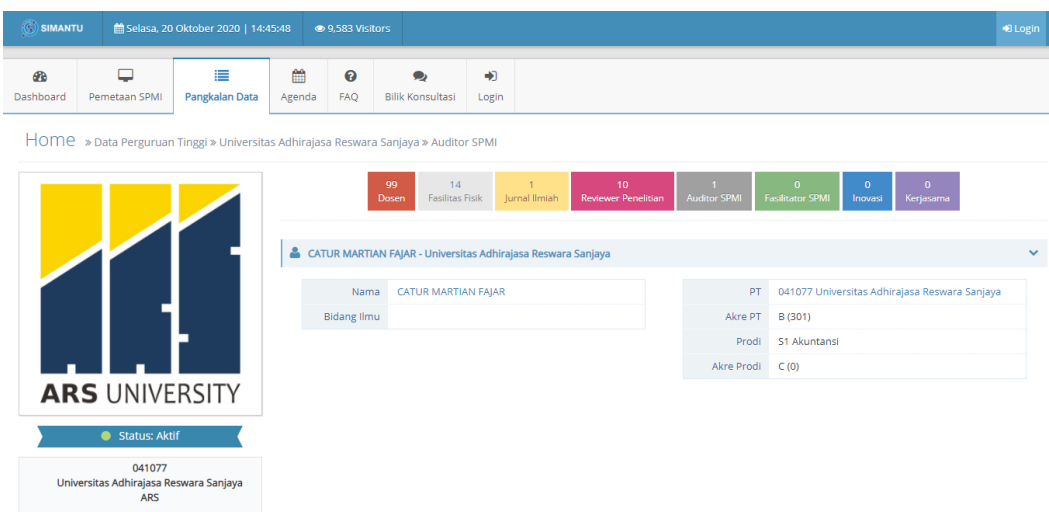 SIMANTU Selasa, 20 Oktober 2020 | 14:45:48 9,583 Visitors Login
Dashboard Pemetaan SPMI Pangkalan Data Agenda FAQ Bilik Konsultasi Login
Home » Data Perguruan Tinggi » Universitas Adhirajasa Reswara Sanjaya » Auditor SPMI
99 14 1 10 1 0 0 0
Dosen Fasilitas Fisik Jurnal Ilmiah Reviewer Penelitian Auditor SPMI Fasilitator SPMI Inovasi Kerjasama
CATUR MARTIAN FAJAR - Universitas Adhirajasa Reswara Sanjaya
Nama CATUR MARTIAN FAJAR
Bidang Ilmu
PT 041077 Universitas Adhirajasa Reswara Sanjaya
Akre PT B (301)
Prodi S1 Akuntansi
Akre Prodi C (0)
ARS UNIVERSITY
Status: Aktif
041077
Universitas Adhirajasa Reswara Sanjaya
ARS